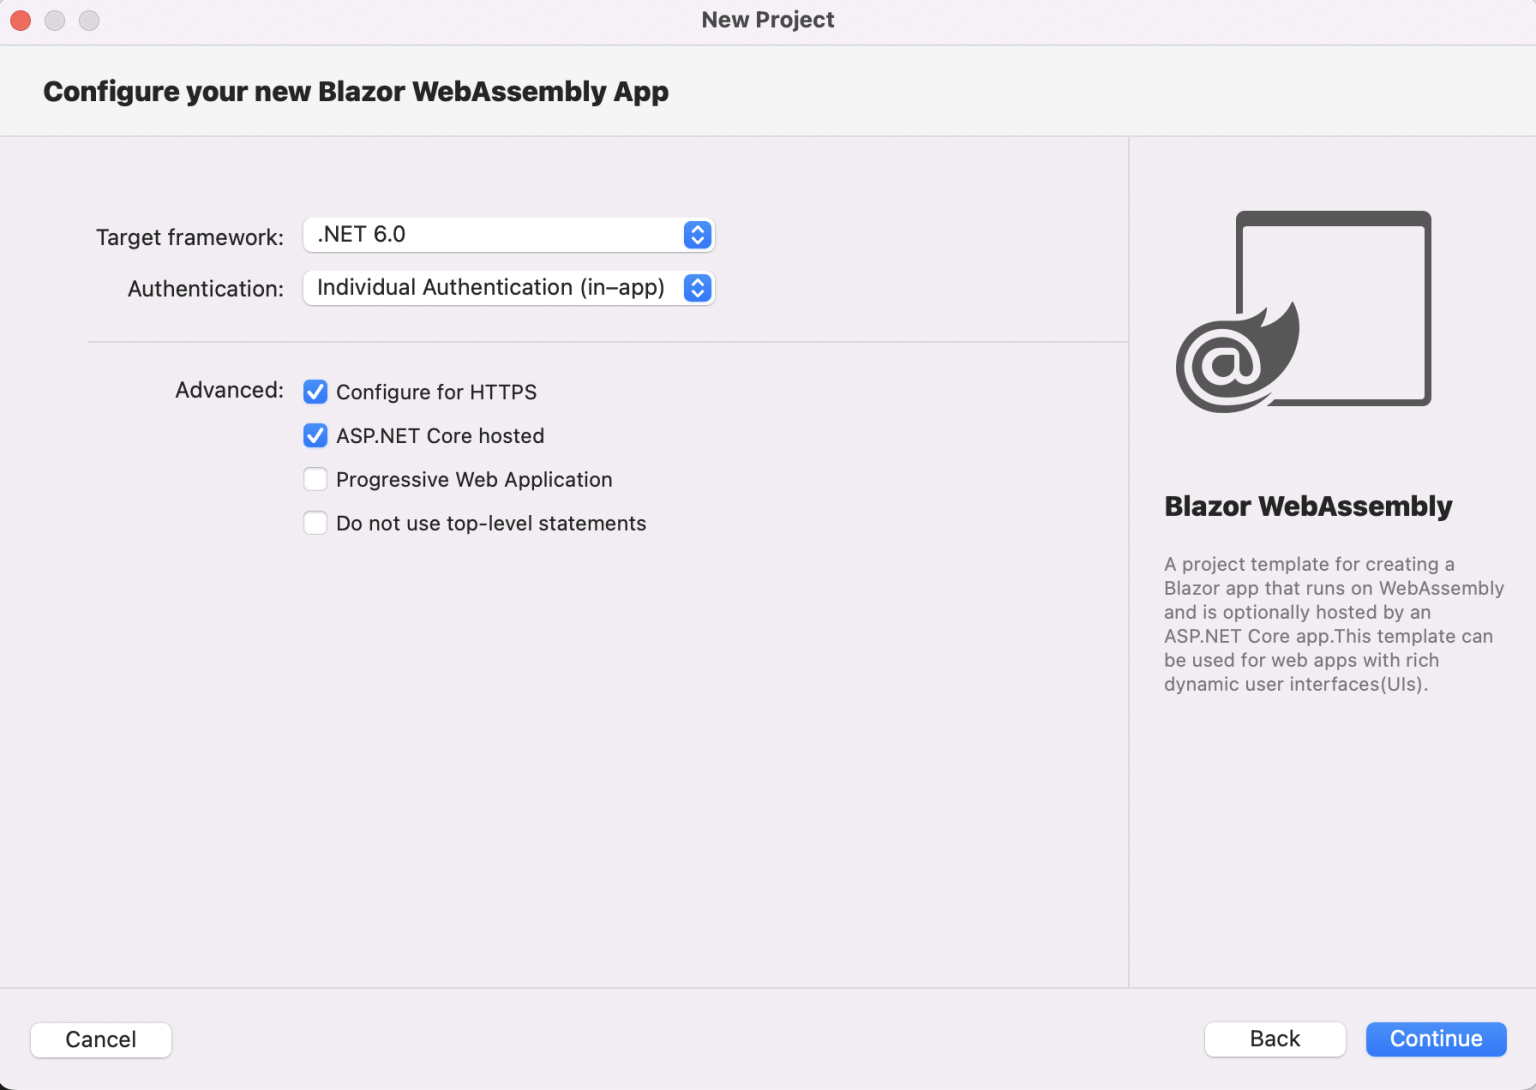 New Project
Configure your new Blazor WebAssembly App
Target framework: .NET 6.0
Authentication: Individual Authentication (in–app)
Advanced: Configure for HTTPS
ASP.NET Core hosted
Progressive Web Application
Do not use top-level statements
@
Blazor WebAssembly
A project template for creating a
Blazor app that runs on WebAssembly
and is optionally hosted by an
ASP.NET Core app.This template can
be used for web apps with rich
dynamic user interfaces(UIs).
Cancel
Back
Continue